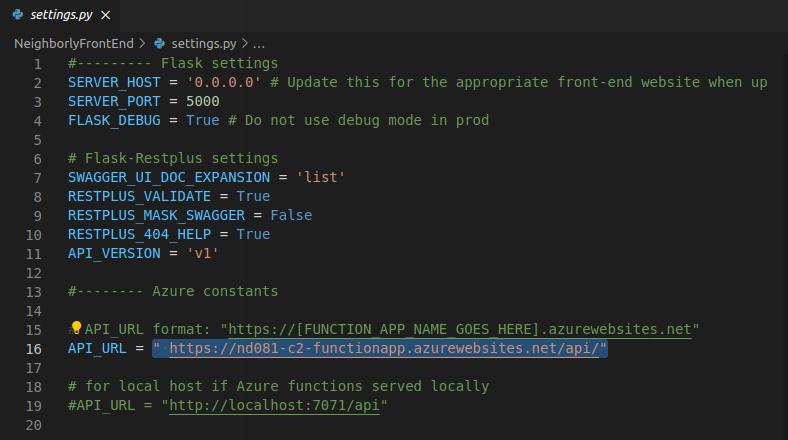 settings.py ×
NeighborlyFrontEnd > settings.py > ...
1 #--------- Flask settings
2 SERVER_HOST = '0.0.0.0' # Update this for the appropriate front-end website when up
3 SERVER_PORT = 5000
4 FLASK_DEBUG = True # Do not use debug mode in prod
5
6 # Flask-Restplus settings
7 SWAGGER_UI_DOC_EXPANSION = 'list'
8 RESTPLUS_VALIDATE = True
9 RESTPLUS_MASK_SWAGGER = False
10 RESTPLUS_404_HELP = True
11 API_VERSION = 'v1'
12
13 #-------- Azure constants
14
15 # API_URL format: "https://[FUNCTION_APP_NAME_GOES_HERE].azurewebsites.net"
16 API_URL = " https://nd081-c2-functionapp.azurewebsites.net/api/"
17
18 # for local host if Azure functions served locally
19 #API_URL = "http://localhost:7071/api"
20